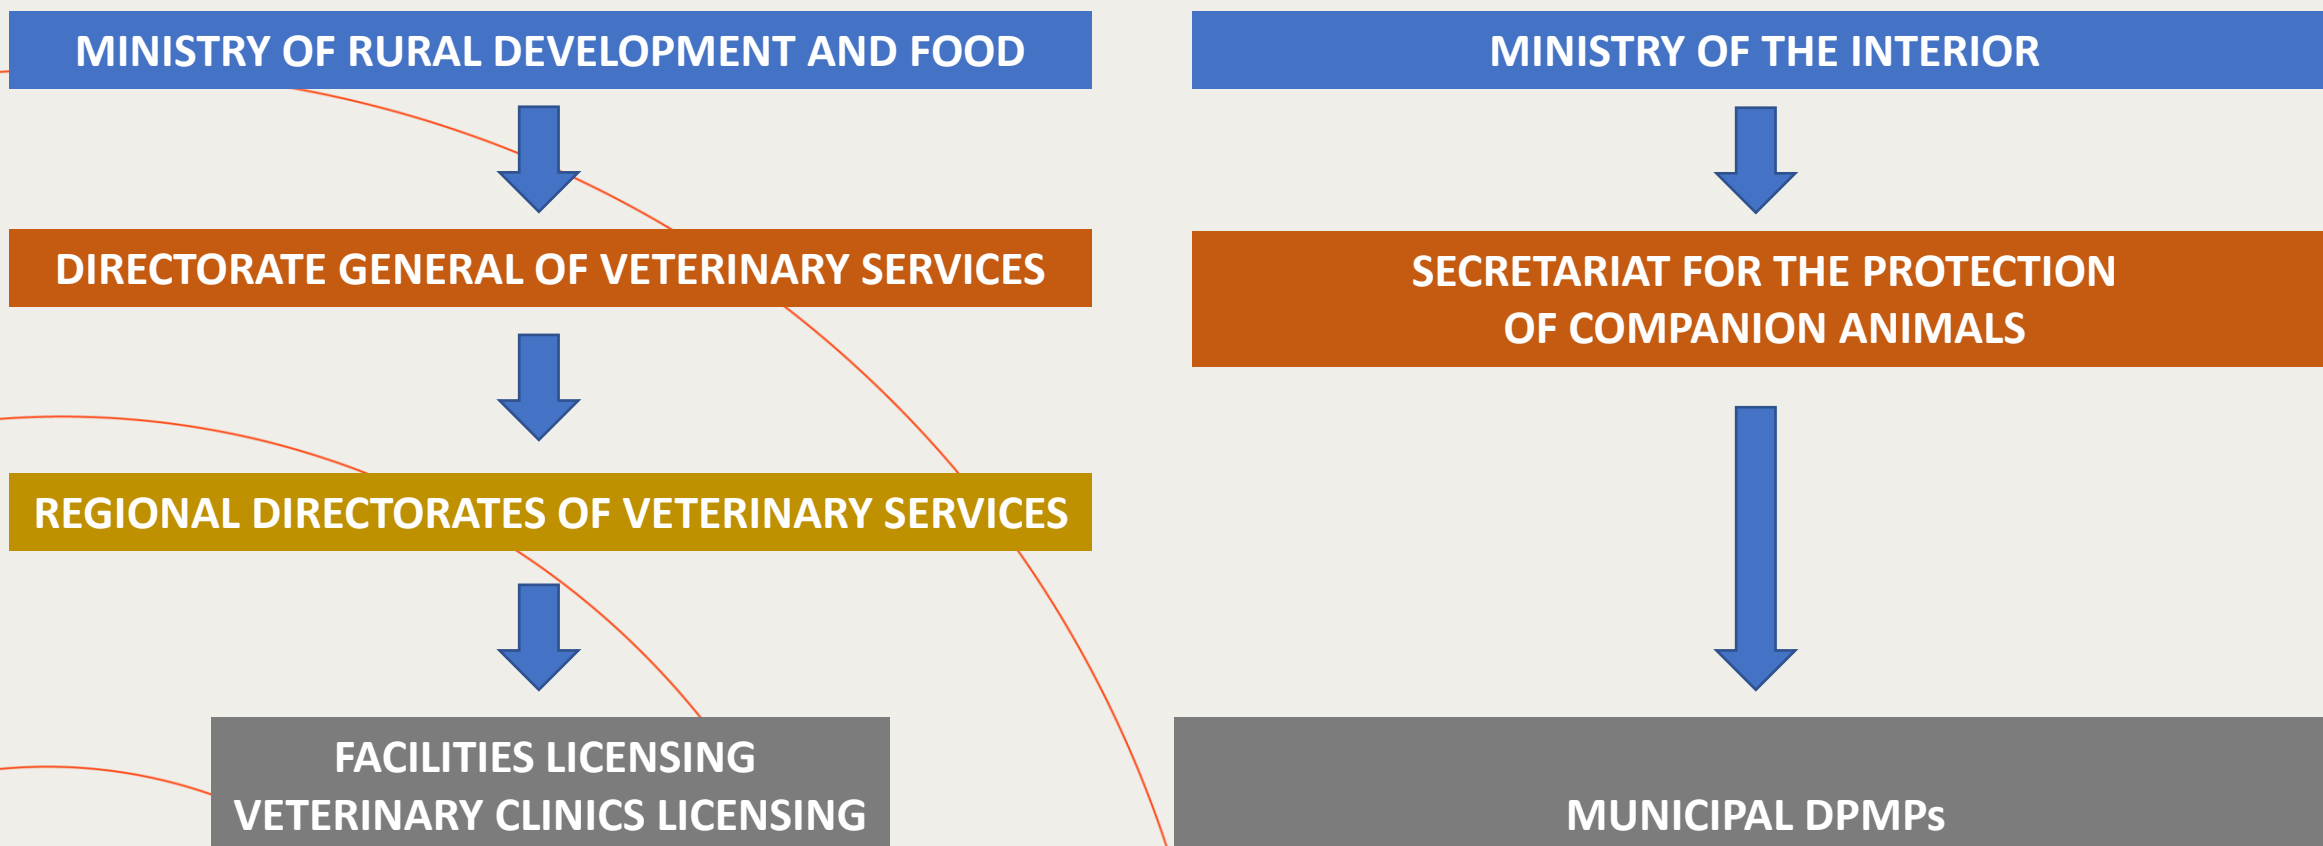 MINISTRY OF RURAL DEVELOPMENT AND FOOD
DIRECTORATE GENERAL OF VETERINARY SERVICES
REGIONAL DIRECTORATES OF VETERINARY SERVICES
FACILITIES LICENSING
VETERINARY CLINICS LICENSING
MINISTRY OF THE INTERIOR
SECRETARIAT FOR THE PROTECTION
OF COMPANION ANIMALS
MUNICIPAL DPMPs